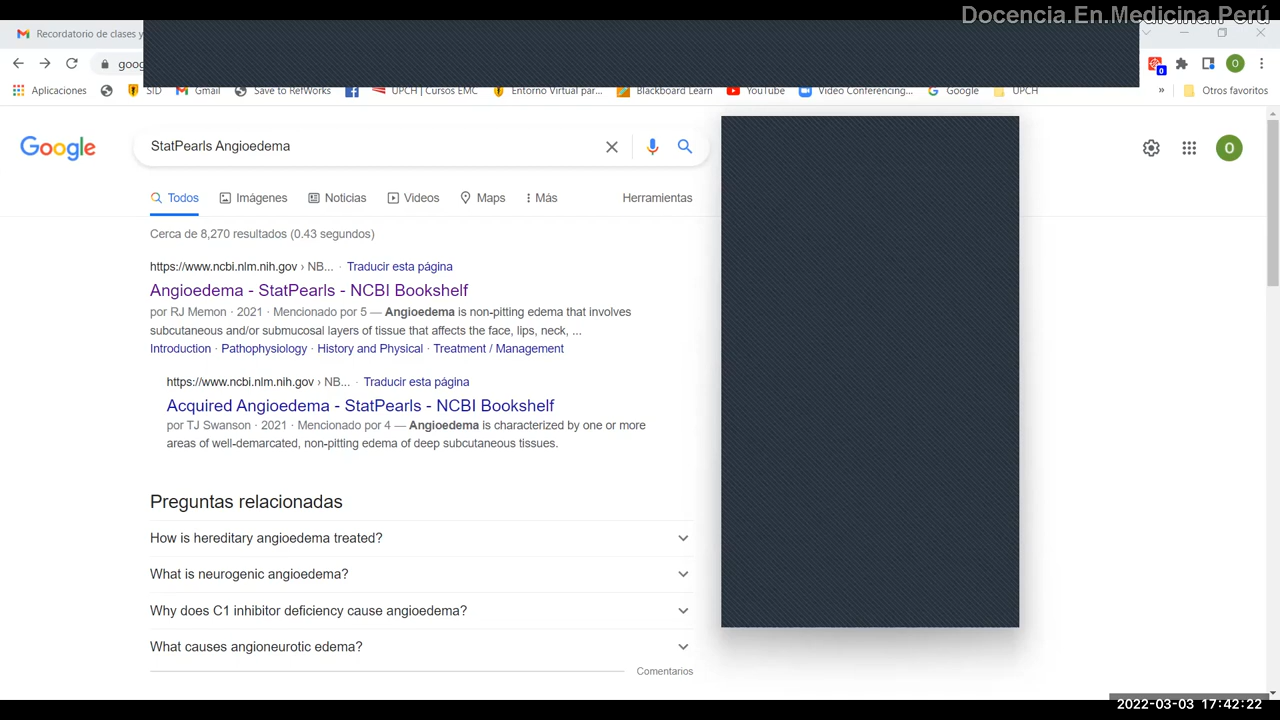 Docencia.En.Medicina.Perú
Recordatorio de clases y
goog
Aplicaciones
SID
Gmail
Save to RefWorks
UPCH | Cursos EMC
Entorno Virtual par...
Blackboard Learn
YouTube
Video Conferencing...
Google
UPCH
»
Otros favoritos
Google
StatPearls Angioedema
O
Todos
Imágenes
Noticias
Videos
Maps
Más
Herramientas
Cerca de 8,270 resultados (0.43 segundos)
https://www.ncbi.nlm.nih.gov › NB... · Traducir esta página
Angioedema - StatPearls - NCBI Bookshelf
por RJ Memon · 2021 · Mencionado por 5 — Angioedema is non-pitting edema that involves
subcutaneous and/or submucosal layers of tissue that affects the face, lips, neck, ...
Introduction · Pathophysiology · History and Physical · Treatment / Management
https://www.ncbi.nlm.nih.gov › NB... · Traducir esta página
Acquired Angioedema - StatPearls - NCBI Bookshelf
por TJ Swanson · 2021 · Mencionado por 4 — Angioedema is characterized by one or more
areas of well-demarcated, non-pitting edema of deep subcutaneous tissues.
Preguntas relacionadas
How is hereditary angioedema treated?
What is neurogenic angioedema?
Why does C1 inhibitor deficiency cause angioedema?
What causes angioneurotic edema?
Comentarios
2022-03-03 17:42:22